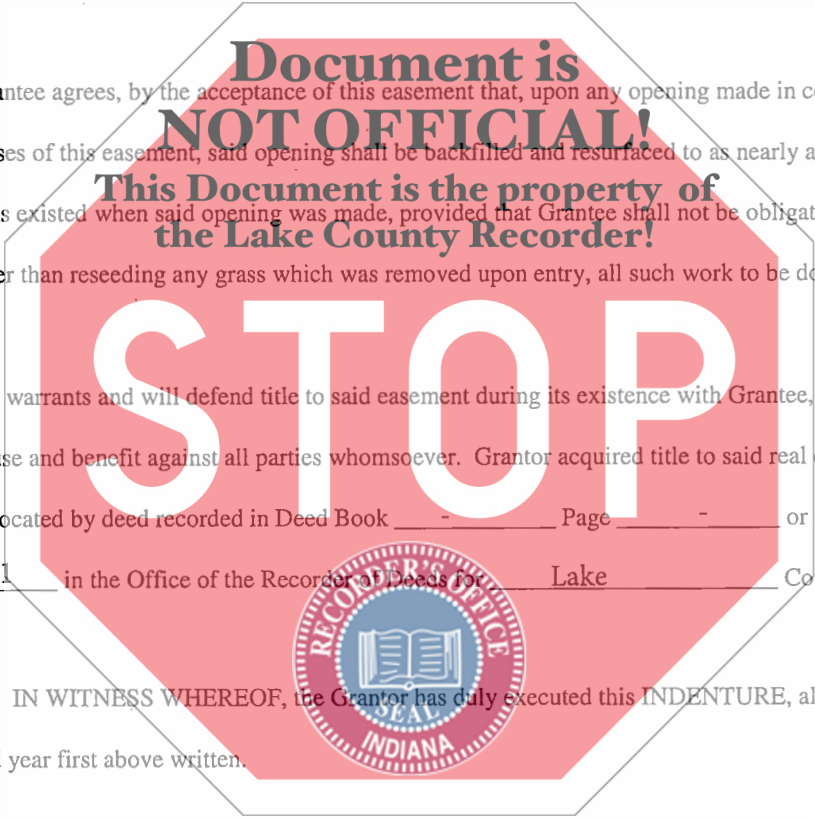 Document is
ntee agrees, by the acceptance of this easement that, upon any opening made in c
NOT OFFICIAL!
ses of this easement, said opening shall be backfilled and resurfaced to as nearly a
This Document is the property of
s existed when said opening was made, provided that Grantee shall not be obligat
the Lake County Recorder!
er than reseeding any grass which was removed upon entry, all such work to be do
STOP
warrants and will defend title to said easement during its existence with Grantee,
se and benefit against all parties whomsoever. Grantor acquired title to said real
ocated by deed recorded in Deed Book - Page - or
1 in the Office of the Recorder of Deeds for Lake Co
RECORDER'S OFFICE
SEAL
INDIANA
IN WITNESS WHEREOF, the Grantor has duly executed this INDENTURE, al
year first above written.